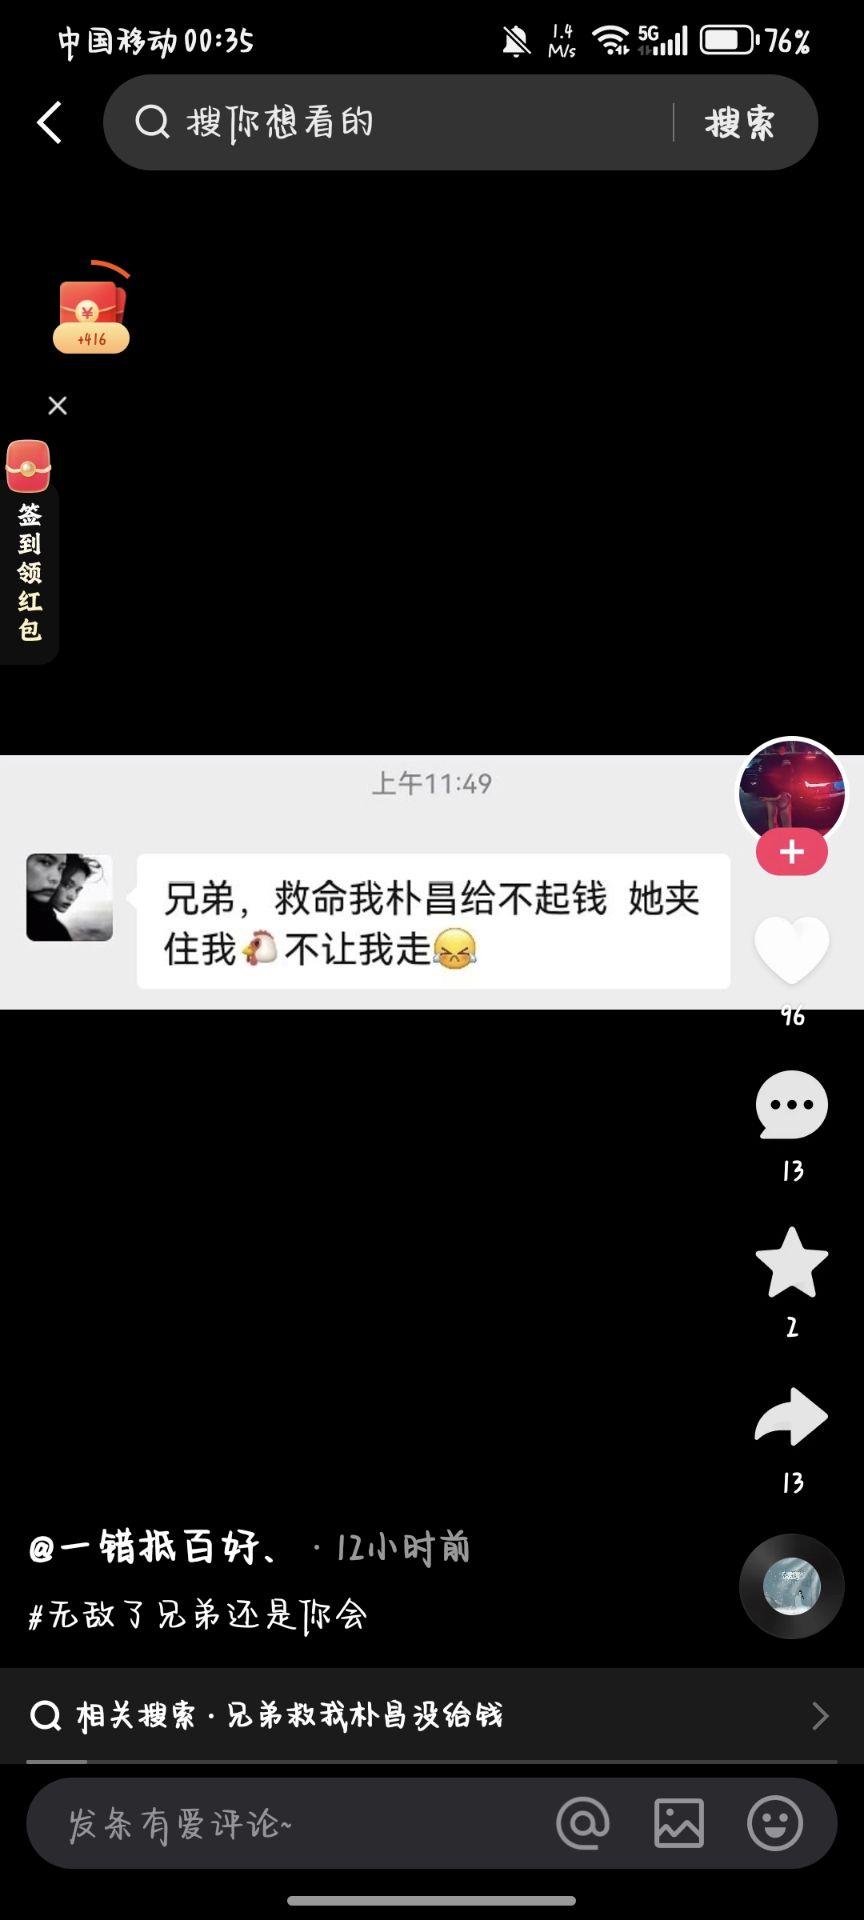 中国移动 00:35
1.4 M/s
5G
76%
搜你想看的
搜索
¥
+416
签到领红包
上午11:49
兄弟，救命我朴昌给不起钱 她夹
住我🐔不让我走😹
96
13
2
13
@一错抵百好、 · 12小时前
#无敌了兄弟还是你会
相关搜索·兄弟救我朴昌没给钱
发条有爱评论~